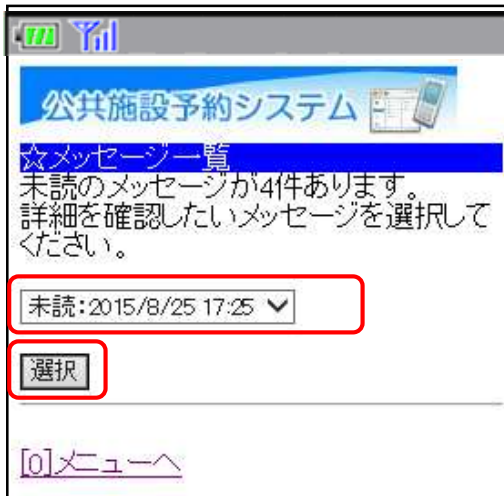 公共施設予約システム
☆メッセージ一覧
未読のメッセージが4件あります。
詳細を確認したいメッセージを選択して
ください。
未読:2015/8/25 17:25
選択
[0]メニューへ